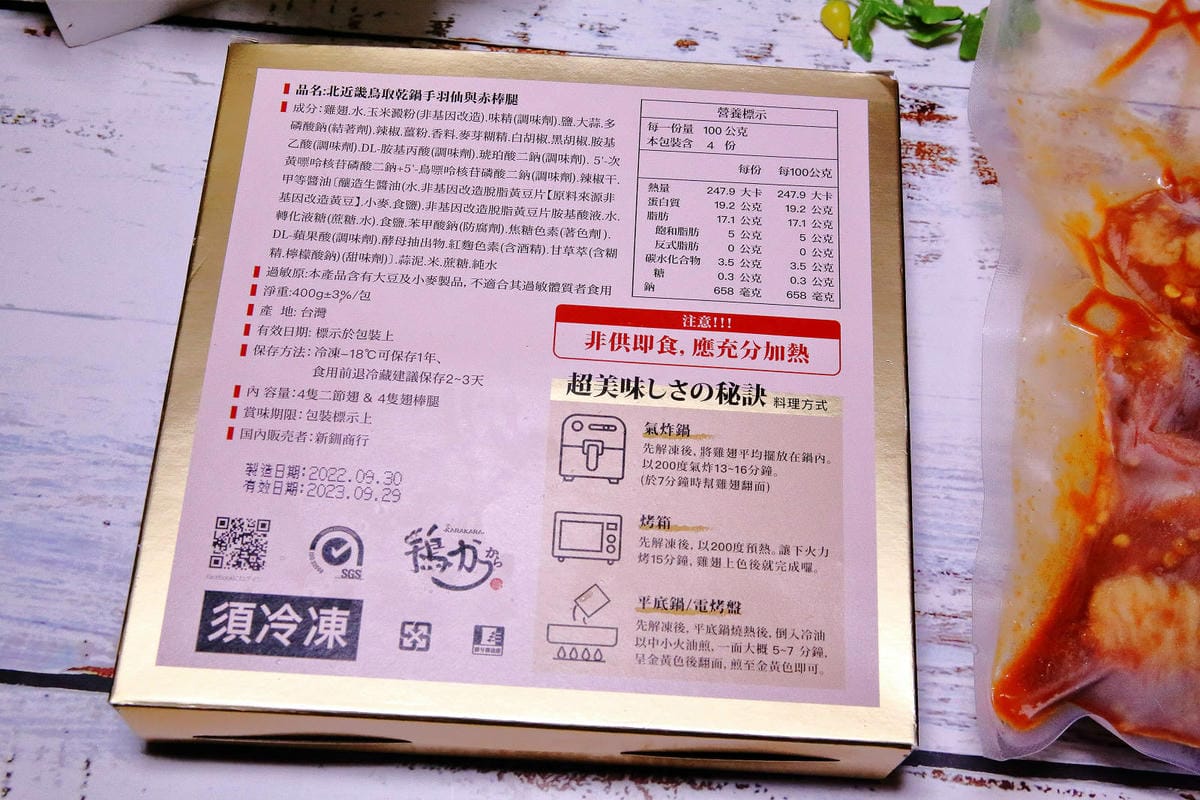 品名:北近畿鳥取乾鍋手羽仙與赤棒腿
成分:雞翅.水.玉米澱粉(非基因改造).味精(調味劑).鹽.大蒜.多
磷酸鈉(結著劑).辣椒.薑粉.香料.麥芽糊精.白胡椒.黑胡椒.胺基
乙酸(調味劑).DL-胺基丙酸(調味劑).琥珀酸二鈉(調味劑). 5'-次
黃嘌呤核苷磷酸二鈉+5'-鳥嘌呤核苷磷酸二鈉(調味劑).辣椒干.
甲等醬油〔釀造生醬油(水.非基因改造脫脂黃豆片【原料來源非
基因改造黃豆】.小麥.食鹽).非基因改造脫脂黃豆片胺基酸液.水.
轉化液糖(蔗糖.水).食鹽.苯甲酸鈉(防腐劑).焦糖色素(著色劑).
DL-蘋果酸(調味劑).酵母抽出物.紅麴色素(含酒精).甘草萃(含糊
精.檸檬酸鈉)(甜味劑)〕.蒜泥.米.蔗糖.純水
過敏原:本產品含有大豆及小麥製品,不適合其過敏體質者食用
淨重:400g±3%/包
產 地:台灣
有效日期:標示於包裝上
保存方法:冷凍-18℃可保存1年、
食用前退冷藏建議保存2~3天
內 容量:4隻二節翅 & 4隻翅棒腿
賞味期限:包裝標示上
国内販売者:新釧商行
製造日期:2022.09.30
有效日期:2023.09.29
SGS
KARAKARA
鶏か
から
須冷凍
營養標示
每一份量 100 公克
本包裝含 4 份
每份 每100公克
熱量 247.9 大卡 247.9 大卡
蛋白質 19.2 公克 19.2 公克
脂肪 17.1 公克 17.1 公克
飽和脂肪 5 公克 5 公克
反式脂肪 0 公克 0 公克
碳水化合物 3.5 公克 3.5 公克
糖 0.3 公克 0.3 公克
鈉 658 毫克 658 毫克
注意!!!
非供即食,應充分加熱
超美味しさの秘訣 料理方式
氣炸鍋
先解凍後,將雞翅平均擺放在鍋內。
以200度氣炸13~16分鐘。
(於7分鐘時幫雞翅翻面)
烤箱
先解凍後,以200度預熱。讓下火力
烤15分鐘,雞翅上色後就完成囉。
平底鍋/電烤盤
先解凍後,平底鍋燒熱後,倒入冷油
以中小火油煎,一面大概 5~7 分鐘,
呈金黃色後翻面,煎至金黃色即可。